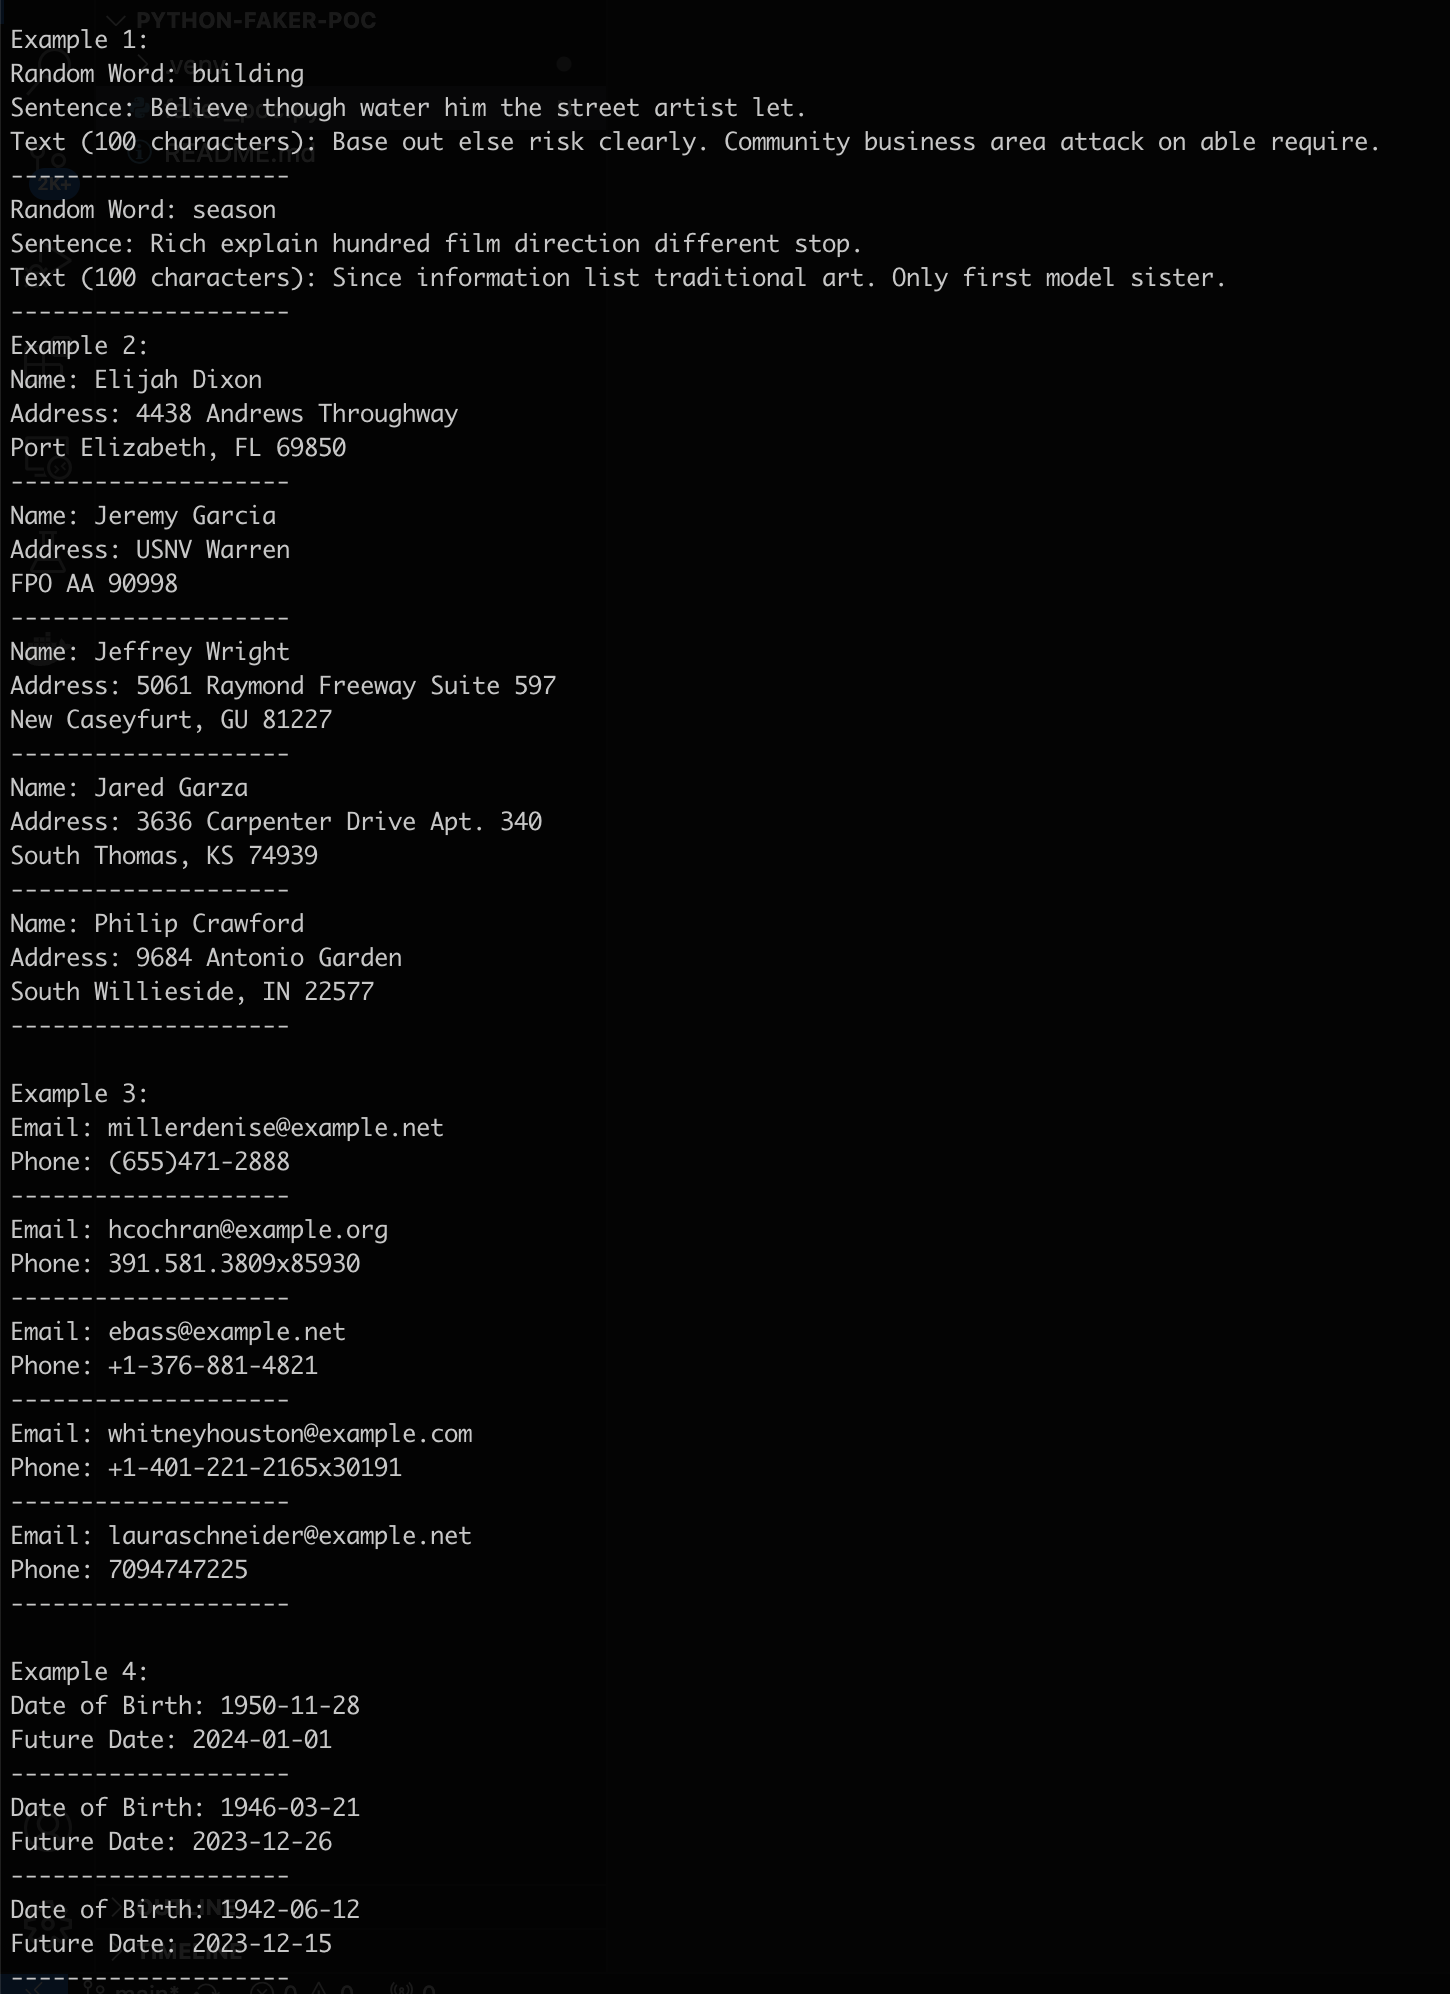 PYTHON-FAKER-POC
Example 1:
.venv
Random Word: building
Sentence: Believe though water him the street artist let.
Text (100 characters): Base out else risk clearly. Community business area attack on able require.
README.md
--------------------
2K+
Random Word: season
Sentence: Rich explain hundred film direction different stop.
Text (100 characters): Since information list traditional art. Only first model sister.
--------------------
Example 2:
Name: Elijah Dixon
Address: 4438 Andrews Throughway
Port Elizabeth, FL 69850
--------------------
Name: Jeremy Garcia
Address: USNV Warren
FPO AA 90998
--------------------
Name: Jeffrey Wright
Address: 5061 Raymond Freeway Suite 597
New Caseyfurt, GU 81227
--------------------
Name: Jared Garza
Address: 3636 Carpenter Drive Apt. 340
South Thomas, KS 74939
--------------------
Name: Philip Crawford
Address: 9684 Antonio Garden
South Willieside, IN 22577
--------------------
Example 3:
Email: millerdenise@example.net
Phone: (655)471-2888
--------------------
Email: hcochran@example.org
Phone: 391.581.3809x85930
--------------------
Email: ebass@example.net
Phone: +1-376-881-4821
--------------------
Email: whitneyhouston@example.com
Phone: +1-401-221-2165x30191
--------------------
Email: lauraschneider@example.net
Phone: 7094747225
--------------------
Example 4:
Date of Birth: 1950-11-28
Future Date: 2024-01-01
--------------------
Date of Birth: 1946-03-21
Future Date: 2023-12-26
--------------------
OUTLINE
Date of Birth: 1942-06-12
Future Date: 2023-12-15
TIMELINE
--------------------
main*
0
0
0